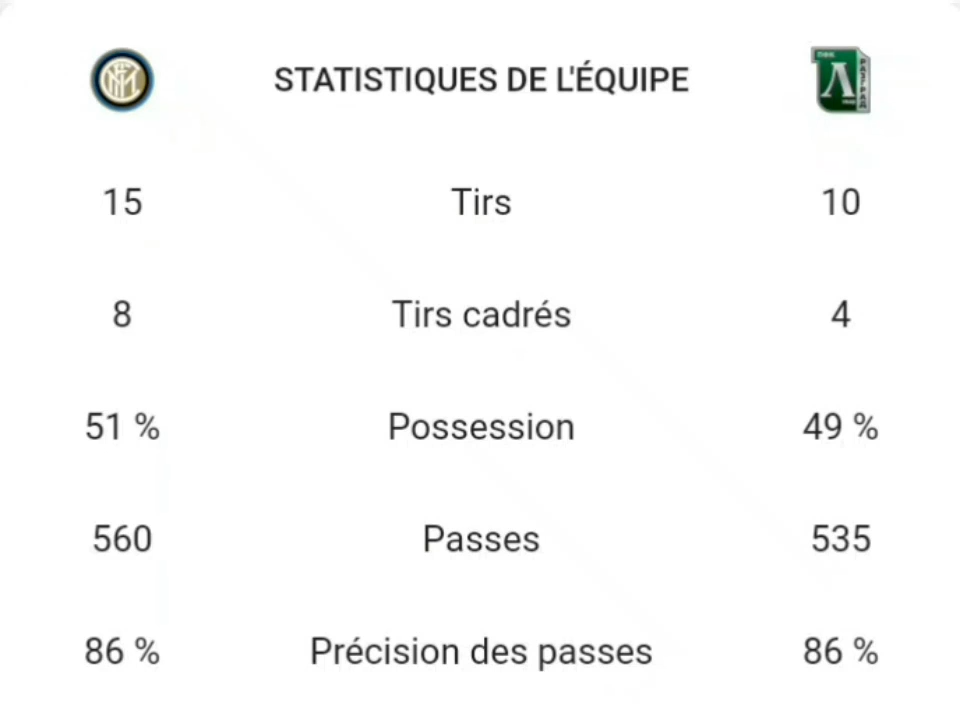 STATISTIQUES DE L'ÉQUIPE
15 Tirs 10
8 Tirs cadrés 4
51 % Possession 49 %
560 Passes 535
86 % Précision des passes 86 %